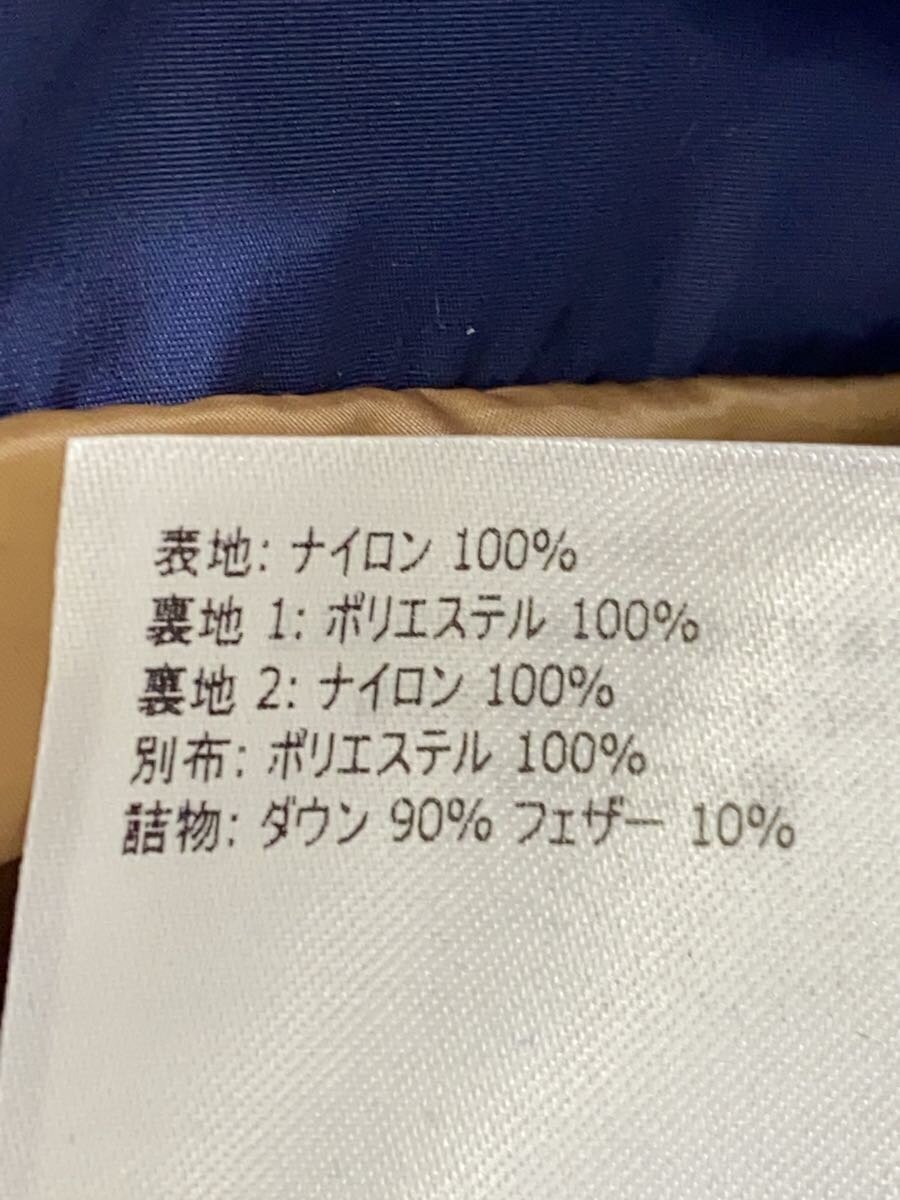 表地: ナイロン 100%
裏地 1: ポリエステル 100%
裏地 2: ナイロン 100%
別布: ポリエステル 100%
詰物: ダウン 90% フェザー 10%